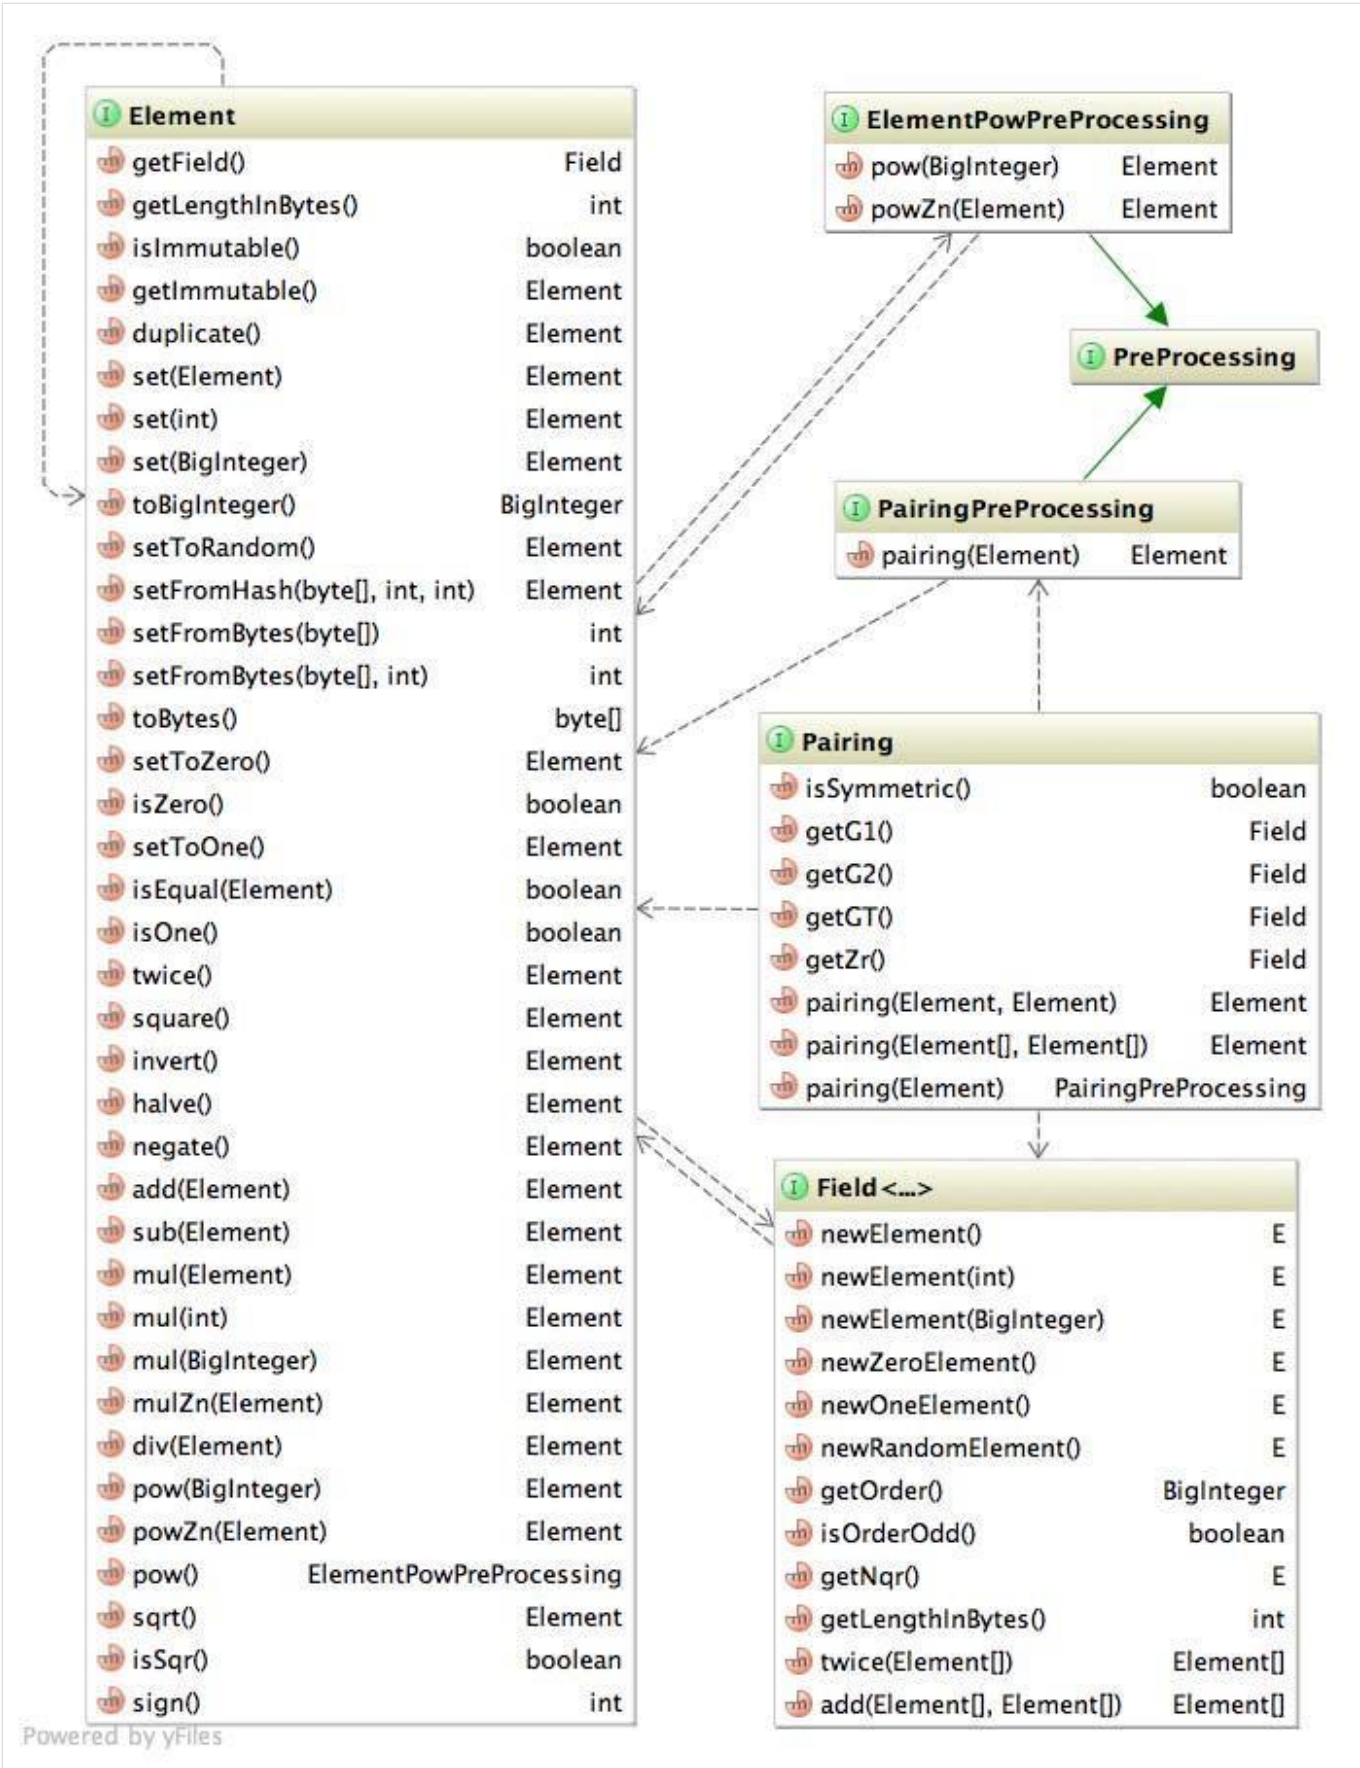 Element
getField() Field
getLengthInBytes() int
isImmutable() boolean
getImmutable() Element
duplicate() Element
set(Element) Element
set(int) Element
set(BigInteger) Element
toBigInteger() BigInteger
setToRandom() Element
setFromHash(byte[], int, int) Element
setFromBytes(byte[]) int
setFromBytes(byte[], int) int
toBytes() byte[]
setToZero() Element
isZero() boolean
setToOne() Element
isEqual(Element) boolean
isOne() boolean
twice() Element
square() Element
invert() Element
halve() Element
negate() Element
add(Element) Element
sub(Element) Element
mul(Element) Element
mul(int) Element
mul(BigInteger) Element
mulZn(Element) Element
div(Element) Element
pow(BigInteger) Element
powZn(Element) Element
pow() ElementPowPreProcessing
sqrt() Element
isSqr() boolean
sign() int
ElementPowPreProcessing
pow(BigInteger) Element
powZn(Element) Element
PreProcessing
PairingPreProcessing
pairing(Element) Element
Pairing
isSymmetric() boolean
getG1() Field
getG2() Field
getGT() Field
getZr() Field
pairing(Element, Element) Element
pairing(Element[], Element[]) Element
pairing(Element) PairingPreProcessing
Field<...>
newElement() E
newElement(int) E
newElement(BigInteger) E
newZeroElement() E
newOneElement() E
newRandomElement() E
getOrder() BigInteger
isOrderOdd() boolean
getNqr() E
getLengthInBytes() int
twice(Element[]) Element[]
add(Element[], Element[]) Element[]
Powered by yFiles